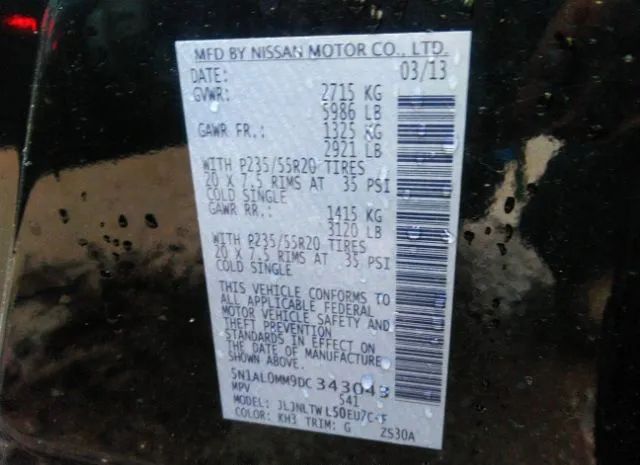 MFD BY NISSAN MOTOR CO., LTD.
DATE: 03/13
GVWR: 2715 KG
5986 LB
GAWR FR.: 1325 KG
2921 LB
WITH P235/55R20 TIRES
20 X 7.5 RIMS AT 35 PSI
COLD SINGLE
GAWR RR.: 1415 KG
3120 LB
WITH P235/55R20 TIRES
20 X 7.5 RIMS AT 35 PSI
COLD SINGLE
THIS VEHICLE CONFORMS TO
ALL APPLICABLE FEDERAL
MOTOR VEHICLE SAFETY AND
THEFT PREVENTION
STANDARDS IN EFFECT ON
THE DATE OF MANUFACTURE
SHOWN ABOVE.
5N1AL0MM9DC343043
MPV S41
MODEL:
COLOR: KH3 TRIM: G ZS30A